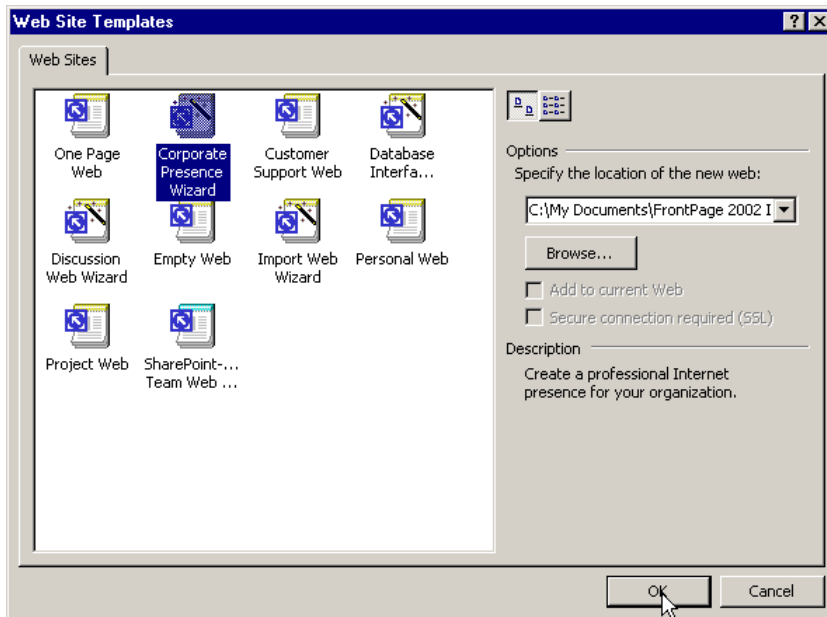 Web Site Templates
Web Sites
One Page
Web
Corporate
Presence
Wizard
Customer
Support Web
Database
Interfa...
Discussion
Web Wizard
Empty Web
Import Web
Wizard
Personal Web
Project Web
SharePoint-...
Team Web ...
Options
Specify the location of the new web:
C:\My Documents\FrontPage 2002 I
Browse...
Add to current Web
Secure connection required (SSL)
Description
Create a professional Internet
presence for your organization.
OK
Cancel